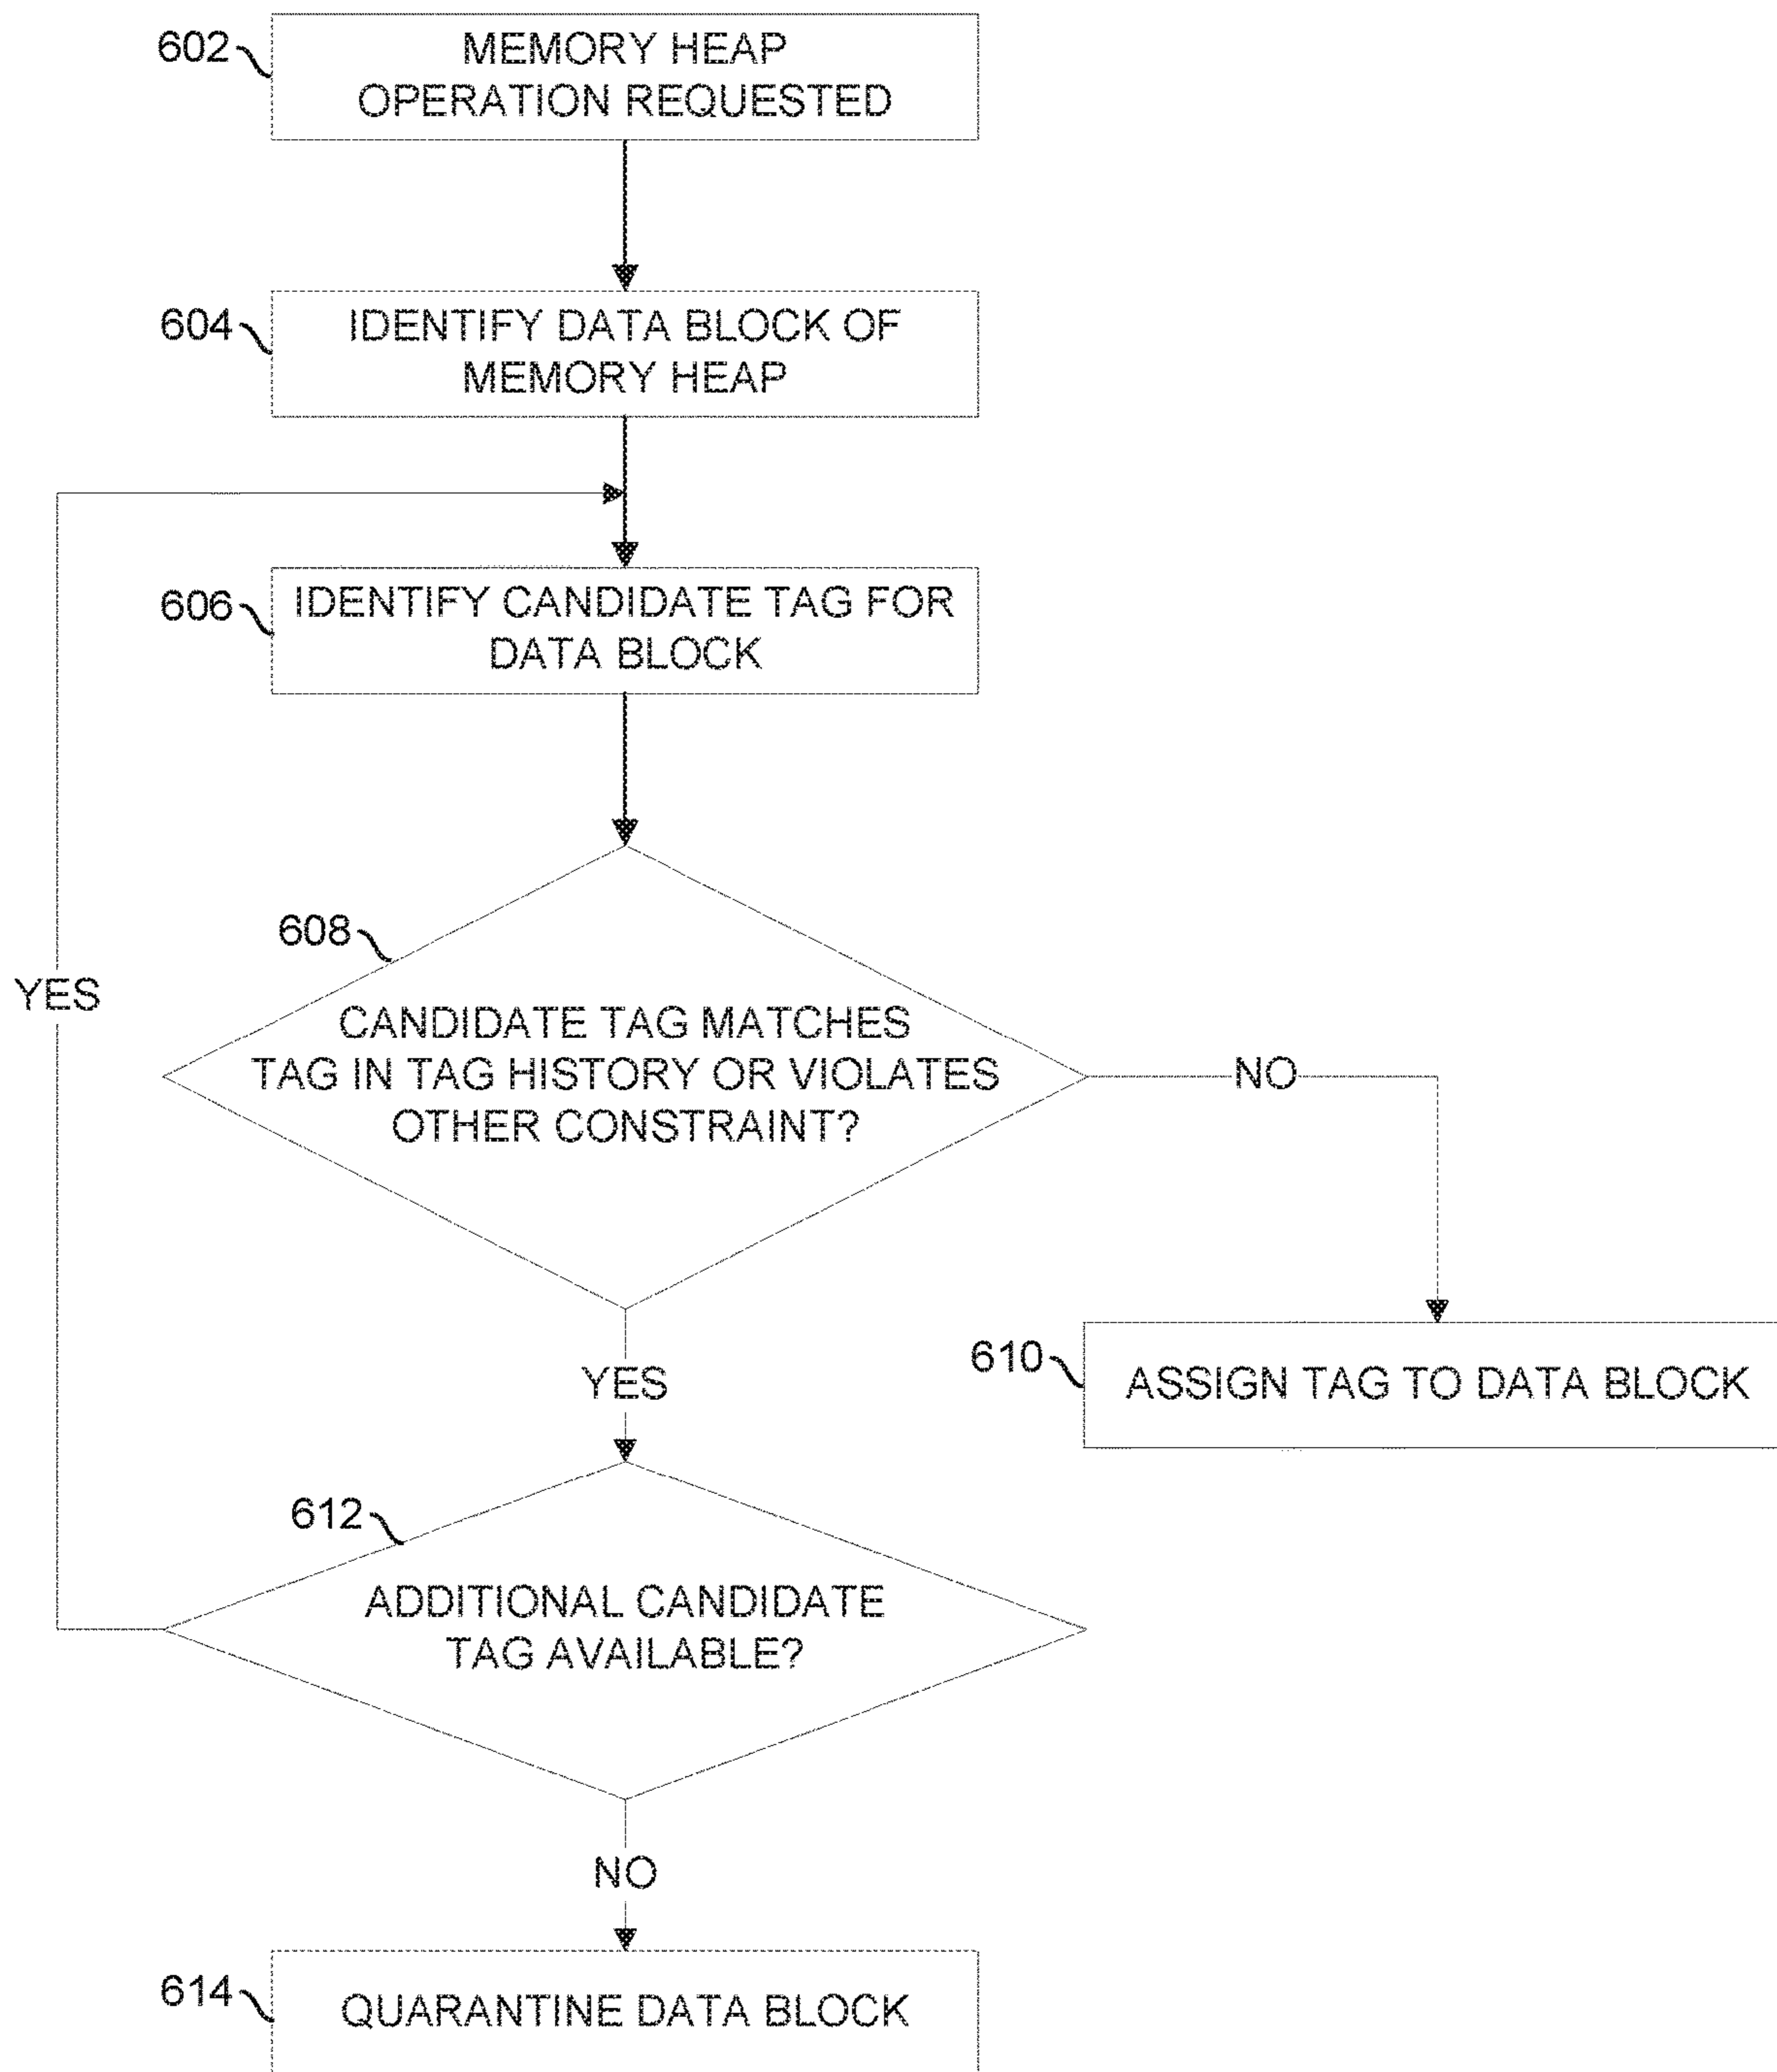 602
MEMORY HEAP
OPERATION REQUESTED
604
IDENTIFY DATA BLOCK OF
MEMORY HEAP
606
IDENTIFY CANDIDATE TAG FOR
DATA BLOCK
608
YES
CANDIDATE TAG MATCHES
TAG IN TAG HISTORY OR VIOLATES
OTHER CONSTRAINT?
NO
610
ASSIGN TAG TO DATA BLOCK
YES
612
ADDITIONAL CANDIDATE
TAG AVAILABLE?
NO
614
QUARANTINE DATA BLOCK